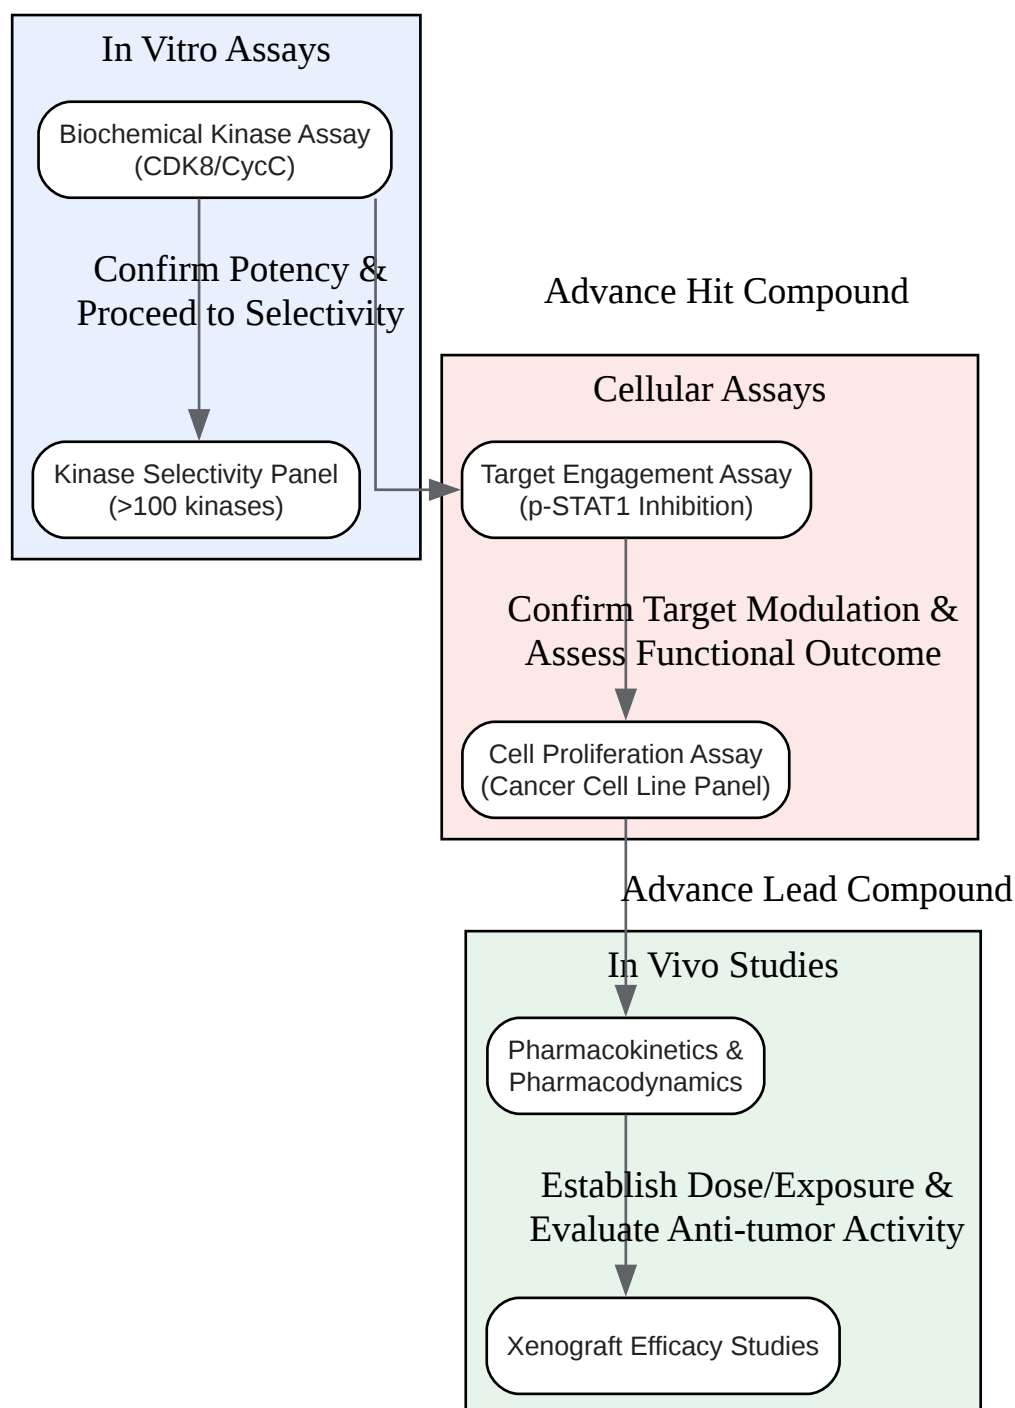 In Vitro Assays
Biochemical Kinase Assay
(CDK8/CycC)
Confirm Potency &
Proceed to Selectivity
Advance Hit Compound
Kinase Selectivity Panel
(>100 kinases)
Cellular Assays
Target Engagement Assay
(p-STAT1 Inhibition)
Confirm Target Modulation &
Assess Functional Outcome
Cell Proliferation Assay
(Cancer Cell Line Panel)
Advance Lead Compound
In Vivo Studies
Pharmacokinetics &
Pharmacodynamics
Establish Dose/Exposure &
Evaluate Anti-tumor Activity
Xenograft Efficacy Studies